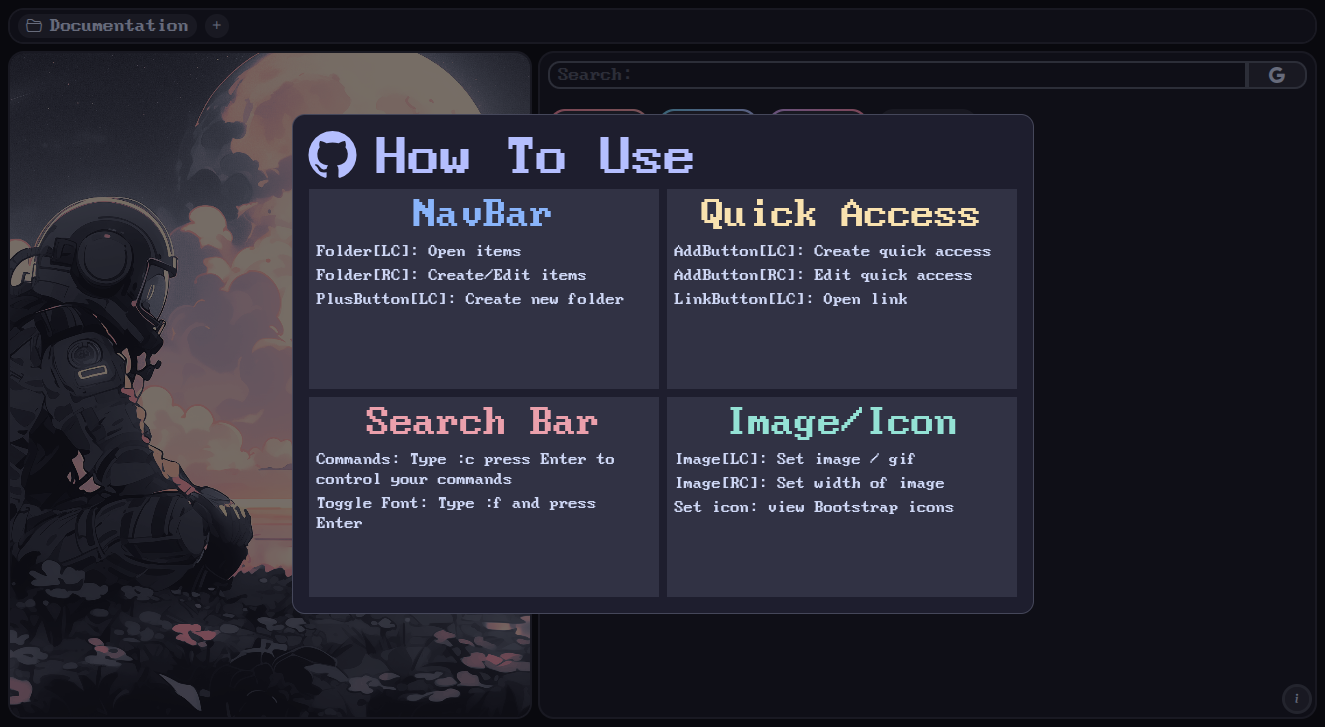 Documentation
+
Search:
G
How To Use
NavBar
Folder[LC]: Open items
Folder[RC]: Create/Edit items
PlusButton[LC]: Create new folder
Quick Access
AddButton[LC]: Create quick access
AddButton[RC]: Edit quick access
LinkButton[LC]: Open link
Search Bar
Commands: Type :c press Enter to
control your commands
Toggle Font: Type :f and press
Enter
Image/Icon
Image[LC]: Set image / gif
Image[RC]: Set width of image
Set icon: view Bootstrap icons
i